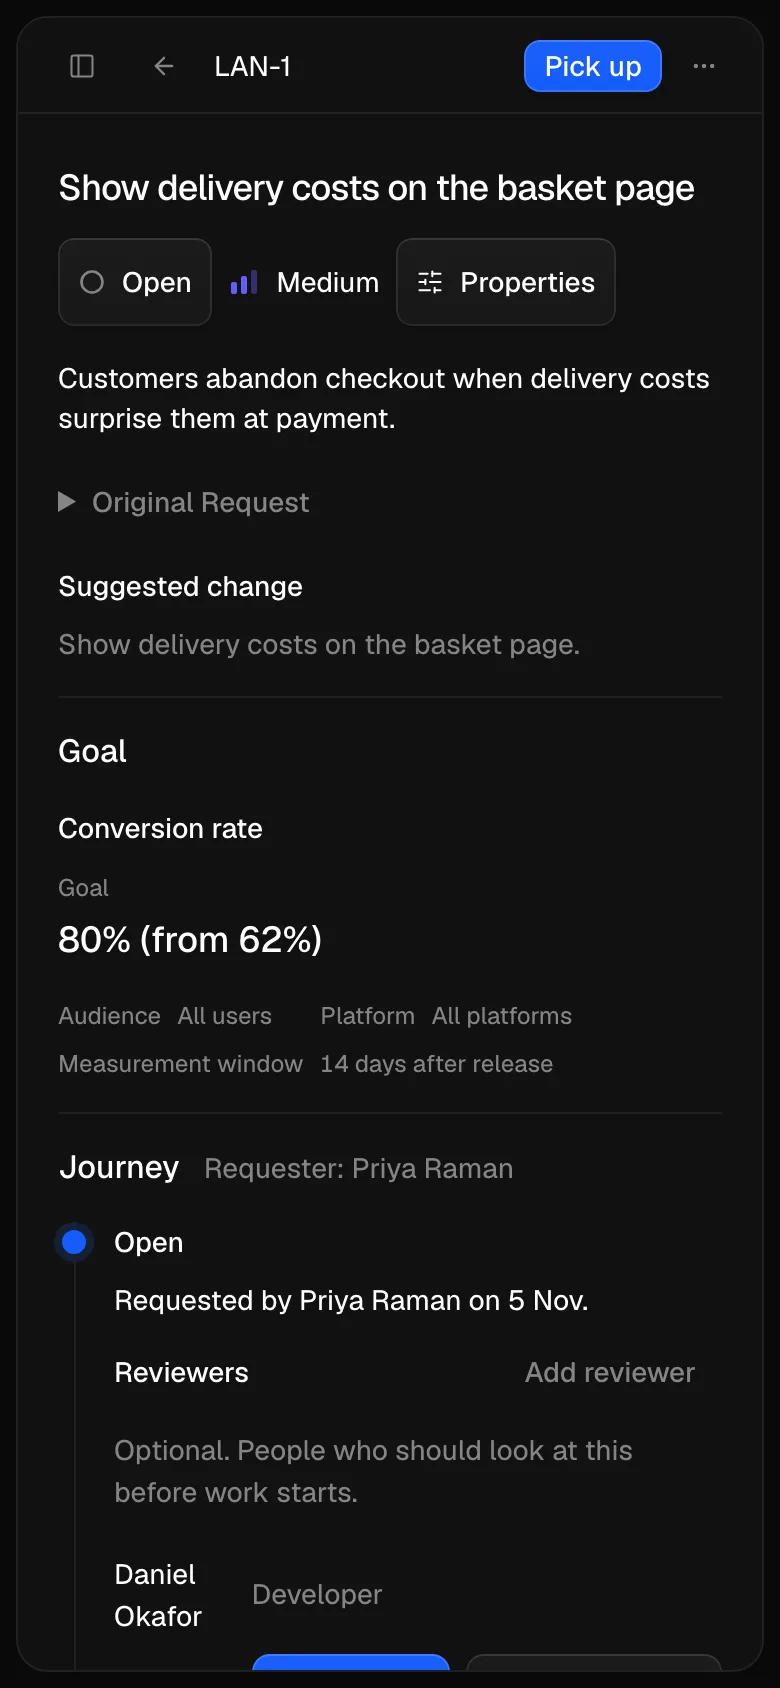 LAN-1
Pick up
Show delivery costs on the basket page
Open
Medium
Properties
Customers abandon checkout when delivery costs
surprise them at payment.
Original Request
Suggested change
Show delivery costs on the basket page.
Goal
Conversion rate
Goal
80% (from 62%)
Audience All users Platform All platforms
Measurement window 14 days after release
Journey Requester: Priya Raman
Open
Requested by Priya Raman on 5 Nov.
Reviewers Add reviewer
Optional. People who should look at this
before work starts.
Daniel
Okafor
Developer